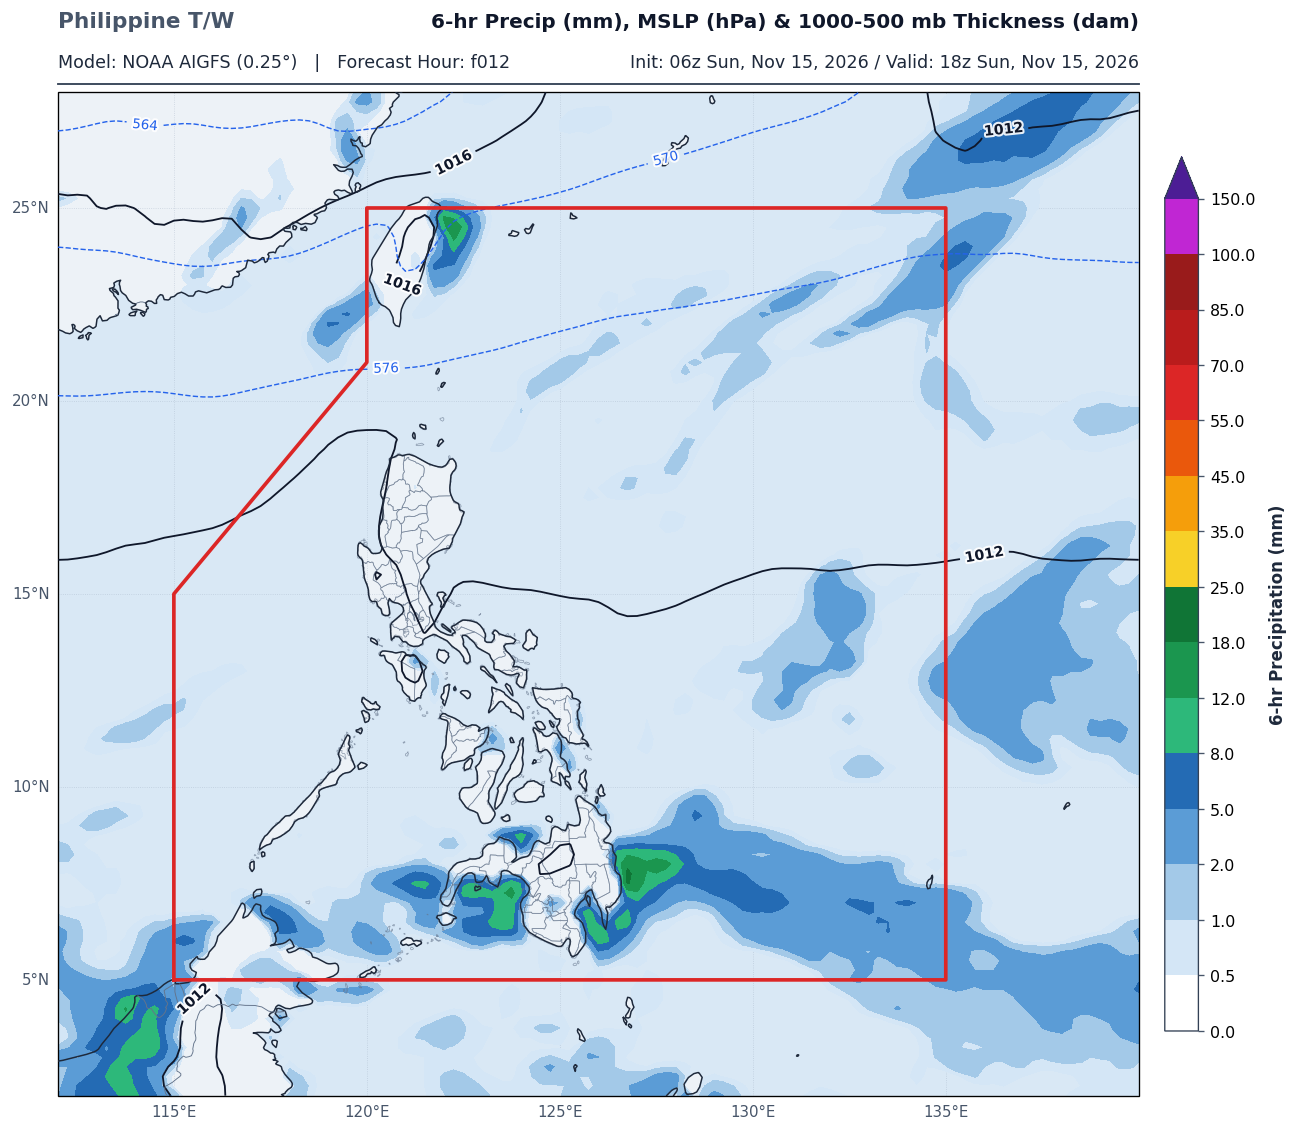 Philippine T/W
6-hr Precip (mm), MSLP (hPa) & 1000-500 mb Thickness (dam)
Model: NOAA AIGFS (0.25°) | Forecast Hour: f012
Init: 06z Sun, Nov 15, 2026 / Valid: 18z Sun, Nov 15, 2026
564
1016
570
1012
1016
576
1012
1012
25°N
20°N
15°N
10°N
5°N
115°E
120°E
125°E
130°E
135°E
150.0
100.0
85.0
70.0
55.0
45.0
35.0
25.0
18.0
12.0
8.0
5.0
2.0
1.0
0.5
0.0
6-hr Precipitation (mm)